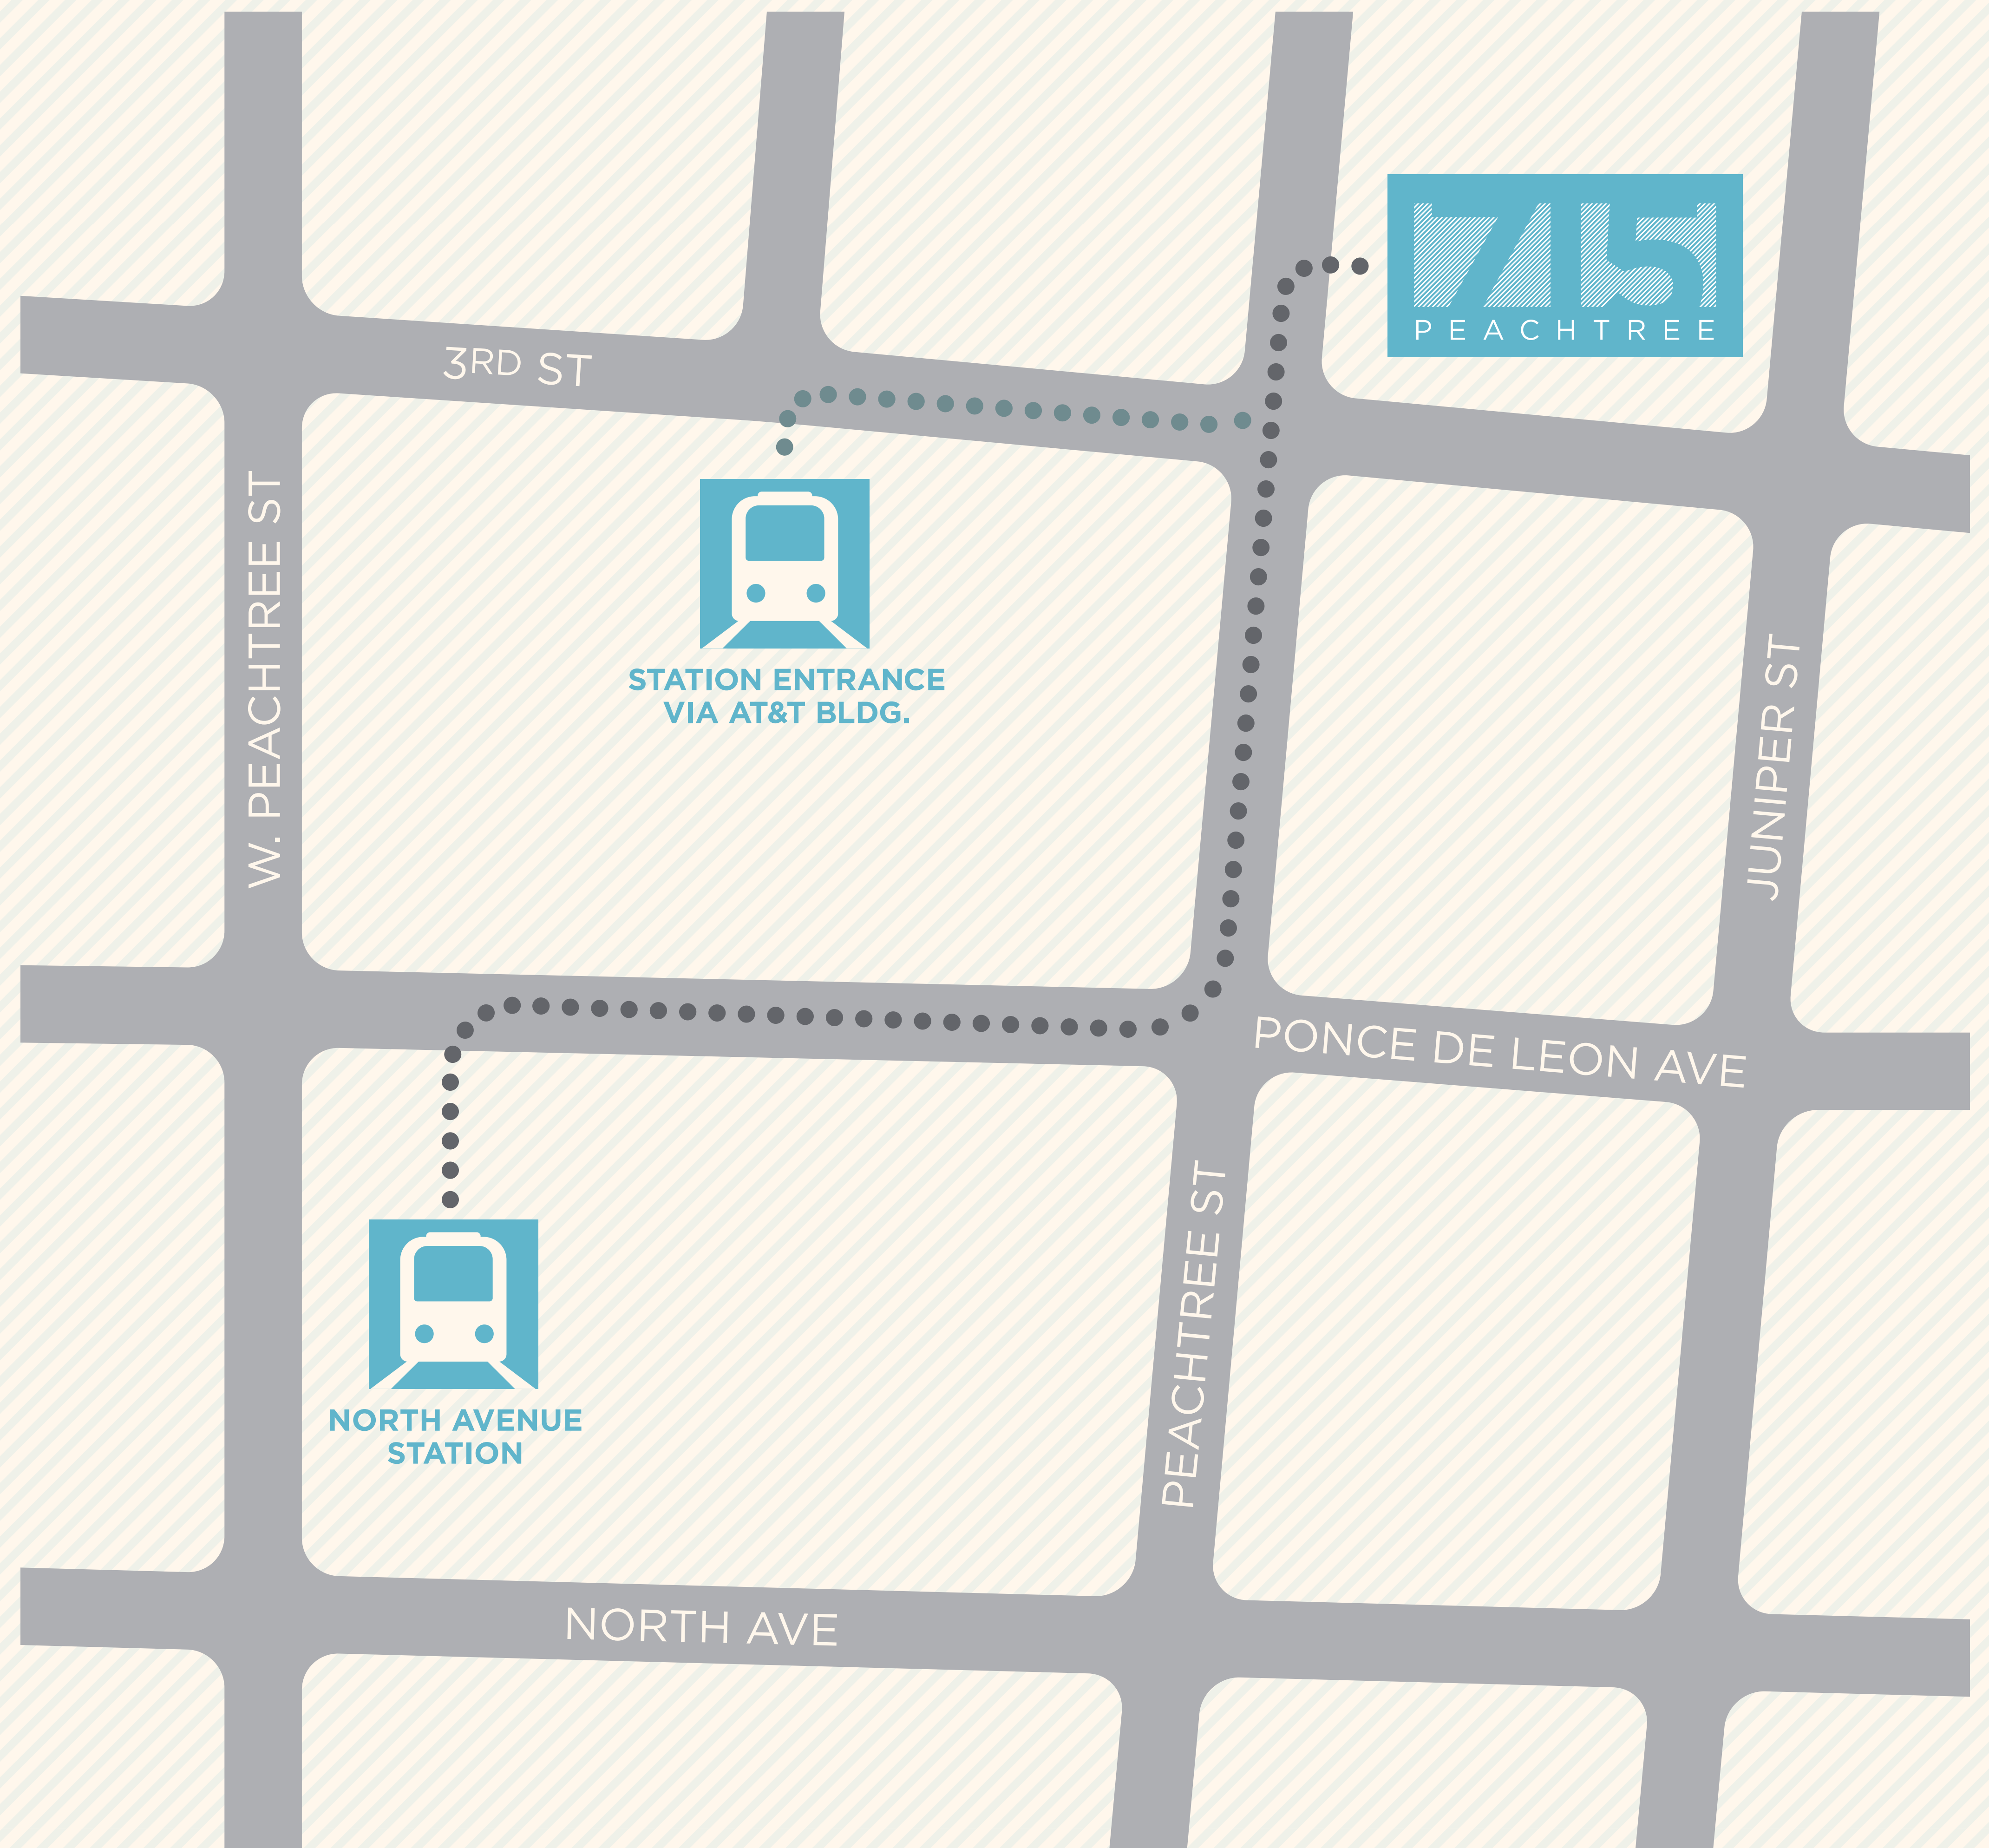 715
PEACHTREE
3RD ST
W. PEACHTREE ST
STATION ENTRANCE
VIA AT&T BLDG.
JUNIPER ST
PONCE DE LEON AVE
PEACHTREE ST
NORTH AVENUE
STATION
NORTH AVE